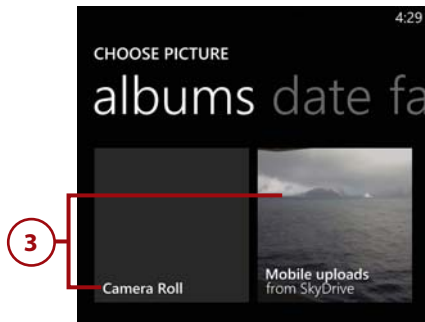 4:29
CHOOSE PICTURE
albums date fa
3
Camera Roll
Mobile uploads
from SkyDrive